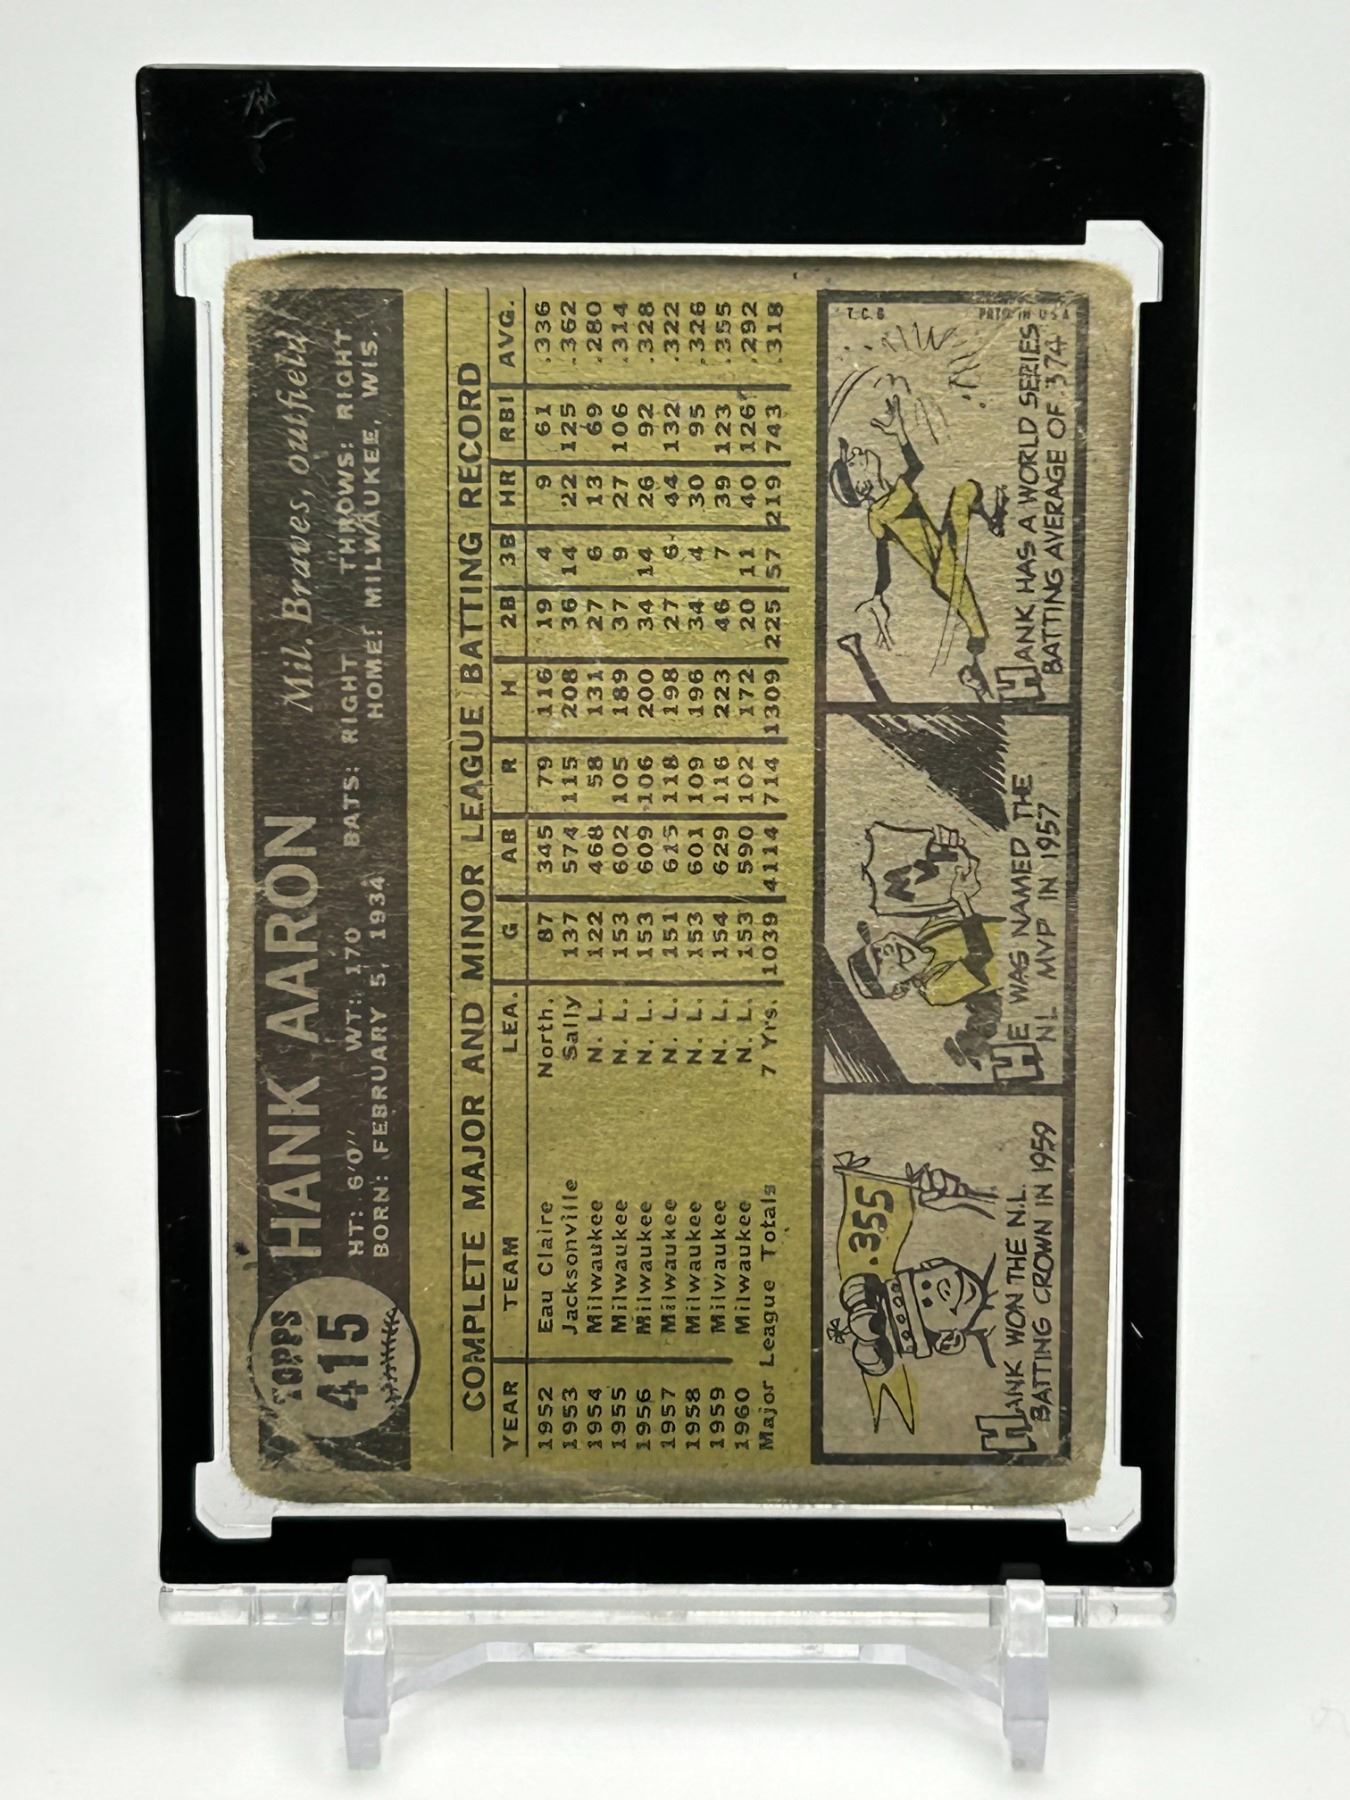 TOPPS
415
HANK AARON
Mil. Braves, outfield
HT: 6'0" WT: 170 BATS: RIGHT THROWS: RIGHT
BORN: FEBRUARY 5, 1934 HOME: MILWAUKEE, WIS.
COMPLETE MAJOR AND MINOR LEAGUE BATTING RECORD
YEAR TEAM LEA. G AB R H 2B 3B HR RBI AVG.
1952 Eau Claire North. 87 345 79 116 19 4 9 61 .336
1953 Jacksonville Sally 137 574 115 208 36 14 22 125 .362
1954 Milwaukee N. L. 122 468 58 131 27 6 13 69 .280
1955 Milwaukee N. L. 153 602 105 189 37 9 27 106 .314
1956 Milwaukee N. L. 153 609 106 200 34 14 26 92 .328
1957 Milwaukee N. L. 151 615 118 198 27 6 44 132 .322
1958 Milwaukee N. L. 153 601 109 196 34 4 30 95 .326
1959 Milwaukee N. L. 154 629 116 223 46 7 39 123 .355
1960 Milwaukee N. L. 153 590 102 172 20 11 40 126 .292
Major League Totals 7 Yrs. 1039 4114 714 1309 225 57 219 743 .318
.355
HANK WON THE N.L.
BATTING CROWN IN 1959
MVP
HE WAS NAMED THE
NL MVP IN 1957
T.C.G
PRTD. IN U S A
HANK HAS A WORLD SERIES
BATTING AVERAGE OF .374